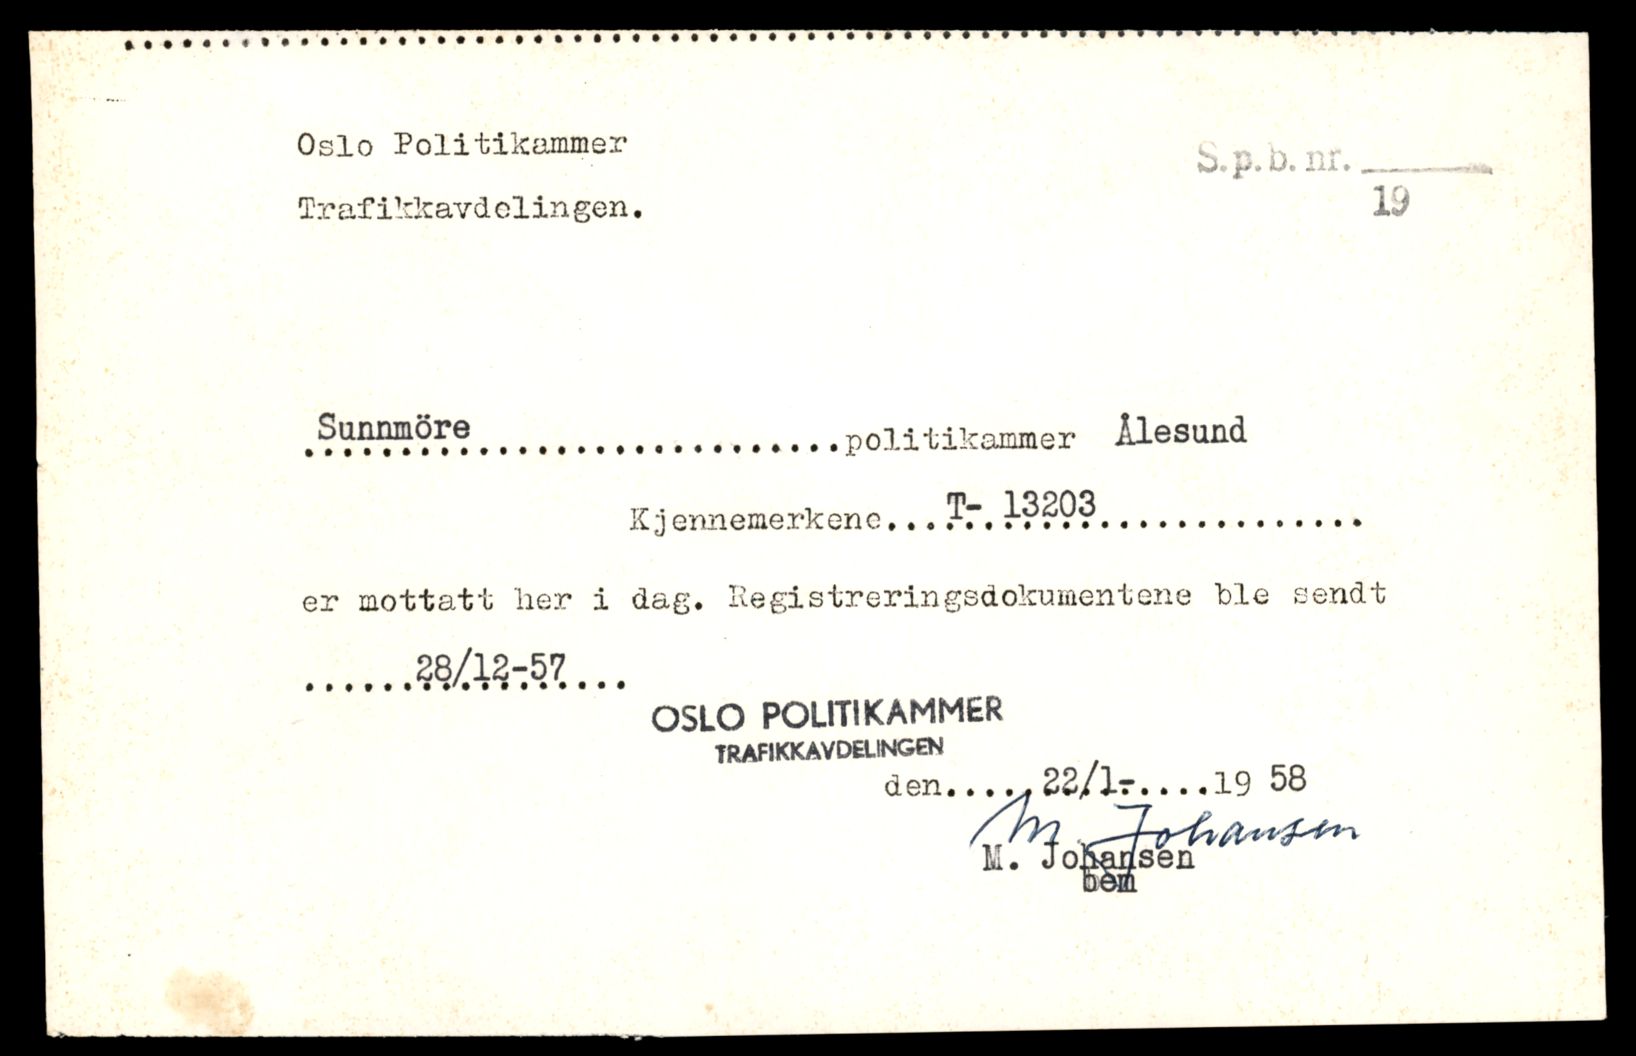 Oslo Politikammer
Trafikkavdelingen.
S.p.b. nr. ______
19
Sunnmöre ............................politikammer Ålesund
Kjennemerkene...T- 13203.......................
er mottatt her i dag. Registreringsdokumentene ble sendt
......28/12-57....
OSLO POLITIKAMMER
TRAFIKKAVDELINGEN
den.....22/1-.....19 58
M. Johansen
M. Johansen
bem